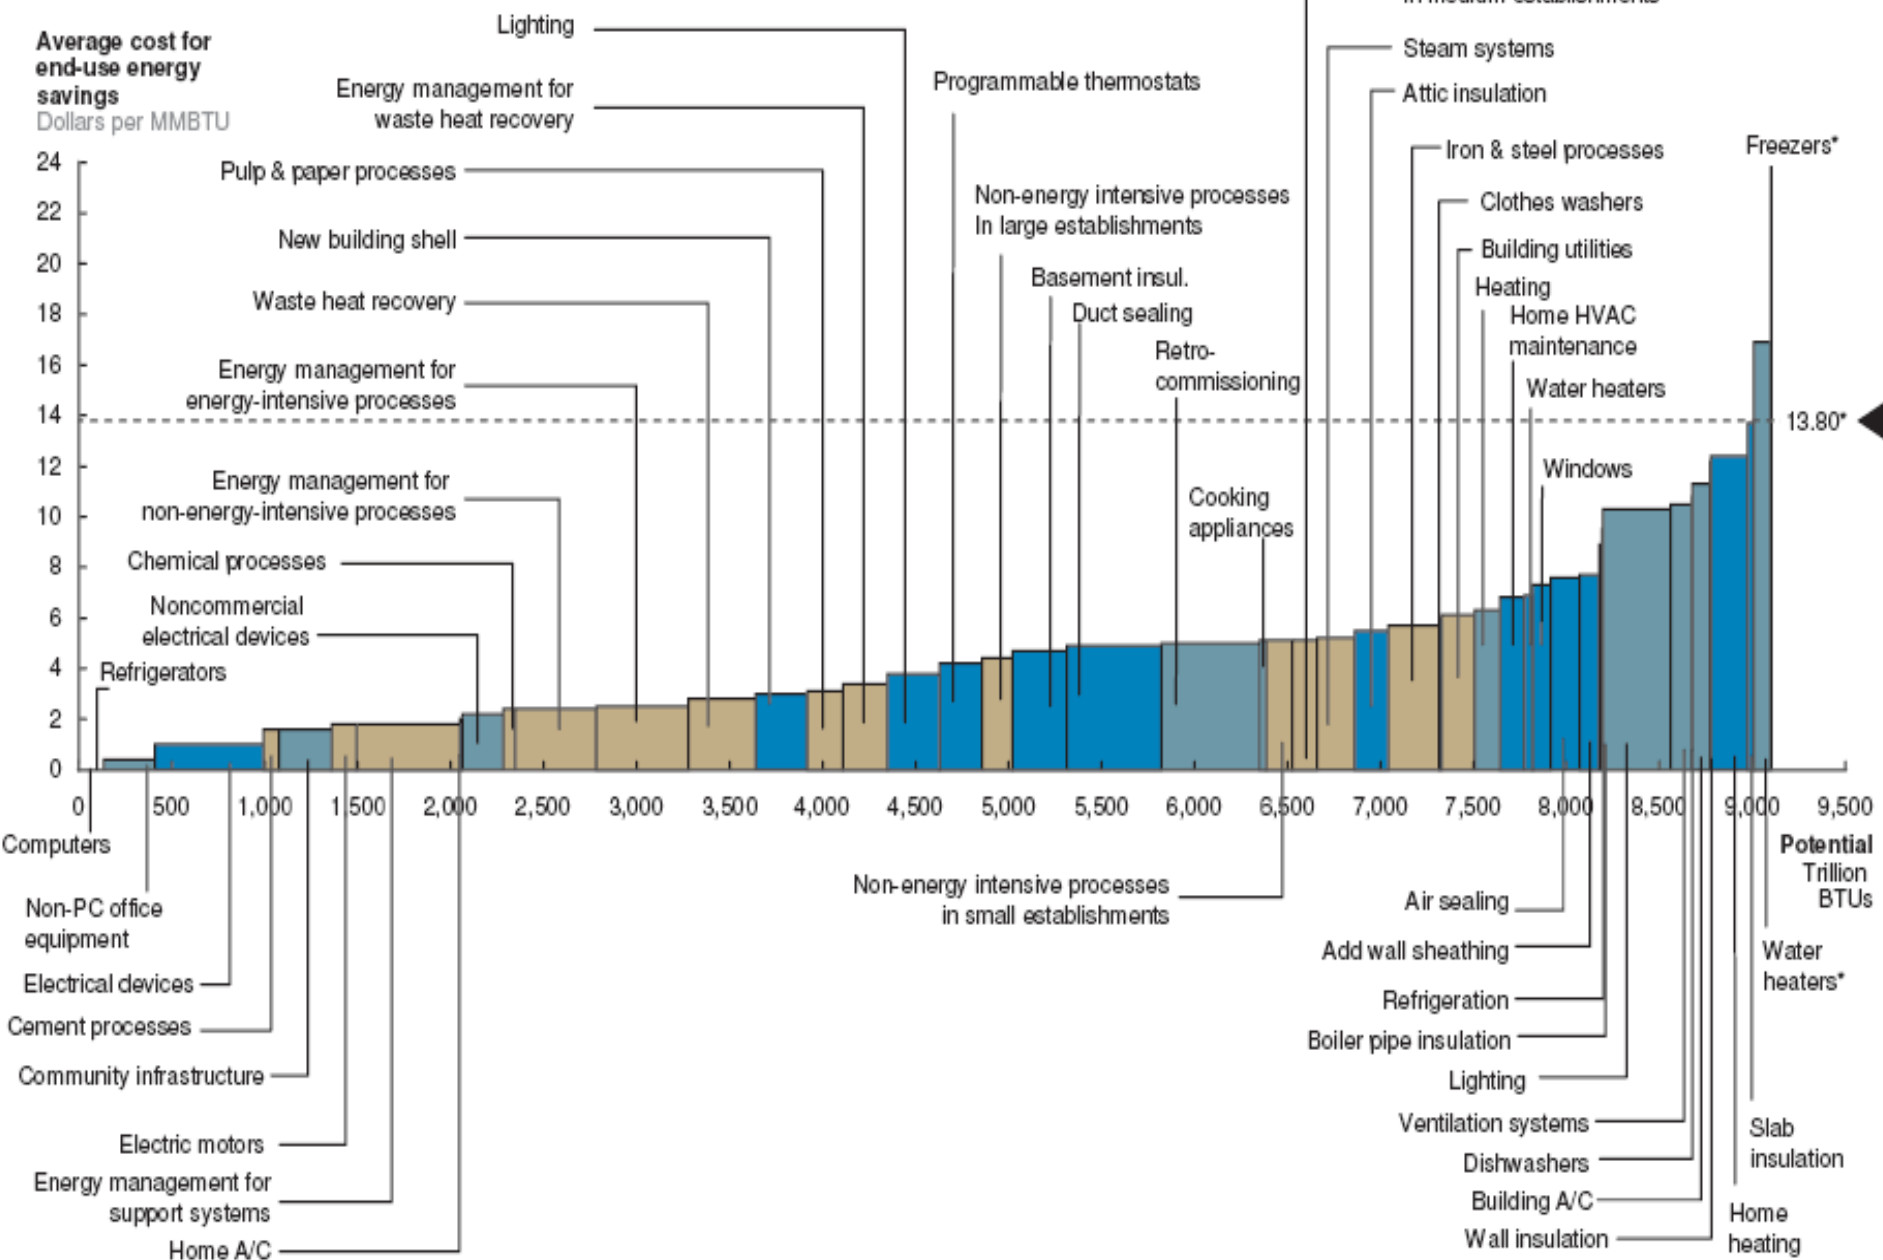 In medium establishments
Lighting
Average cost for
end-use energy
savings
Dollars per MMBTU
Steam systems
Programmable thermostats
Energy management for
waste heat recovery
Attic insulation
Freezers*
Iron & steel processes
24
Pulp & paper processes
Non-energy intensive processes
In large establishments
Clothes washers
22
New building shell
Building utilities
20
Basement insul.
Heating
Waste heat recovery
18
Duct sealing
Home HVAC
maintenance
Retro-
commissioning
16
Energy management for
energy-intensive processes
Water heaters
14
13.80*
12
Windows
Energy management for
non-energy-intensive processes
Cooking
appliances
10
8
Chemical processes
Noncommercial
electrical devices
6
4
Refrigerators
2
0
0 500 1,000 1,500 2,000 2,500 3,000 3,500 4,000 4,500 5,000 5,500 6,000 6,500 7,000 7,500 8,000 8,500 9,000 9,500
Computers
Potential
Trillion
BTUs
Non-energy intensive processes
in small establishments
Non-PC office
equipment
Air sealing
Add wall sheathing
Water
heaters*
Electrical devices
Refrigeration
Cement processes
Boiler pipe insulation
Community infrastructure
Lighting
Ventilation systems
Slab
insulation
Electric motors
Dishwashers
Energy management for
support systems
Building A/C
Home
heating
Wall insulation
Home A/C